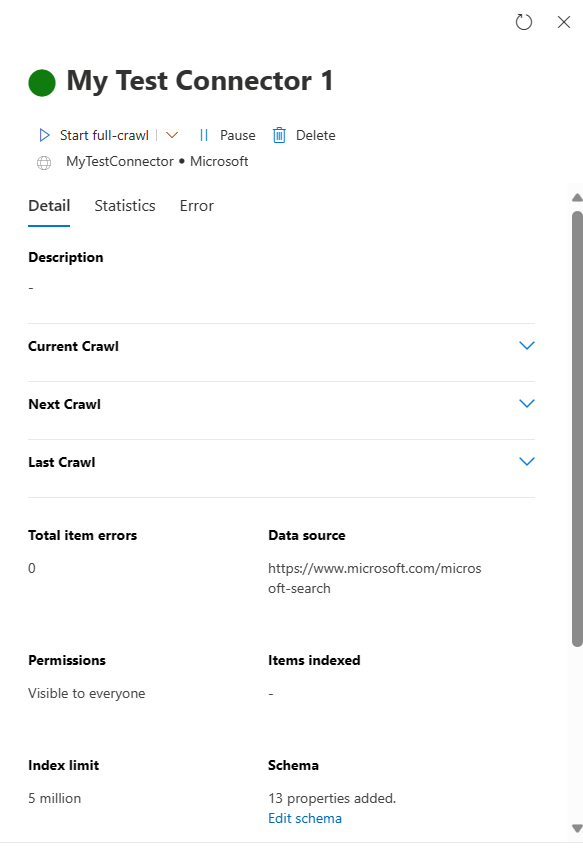 My Test Connector 1
Start full-crawl Pause Delete
MyTestConnector • Microsoft
Detail Statistics Error
Description
-
Current Crawl
Next Crawl
Last Crawl
Total item errors Data source
0 https://www.microsoft.com/micros
oft-search
Permissions Items indexed
Visible to everyone -
Index limit Schema
5 million 13 properties added.
Edit schema